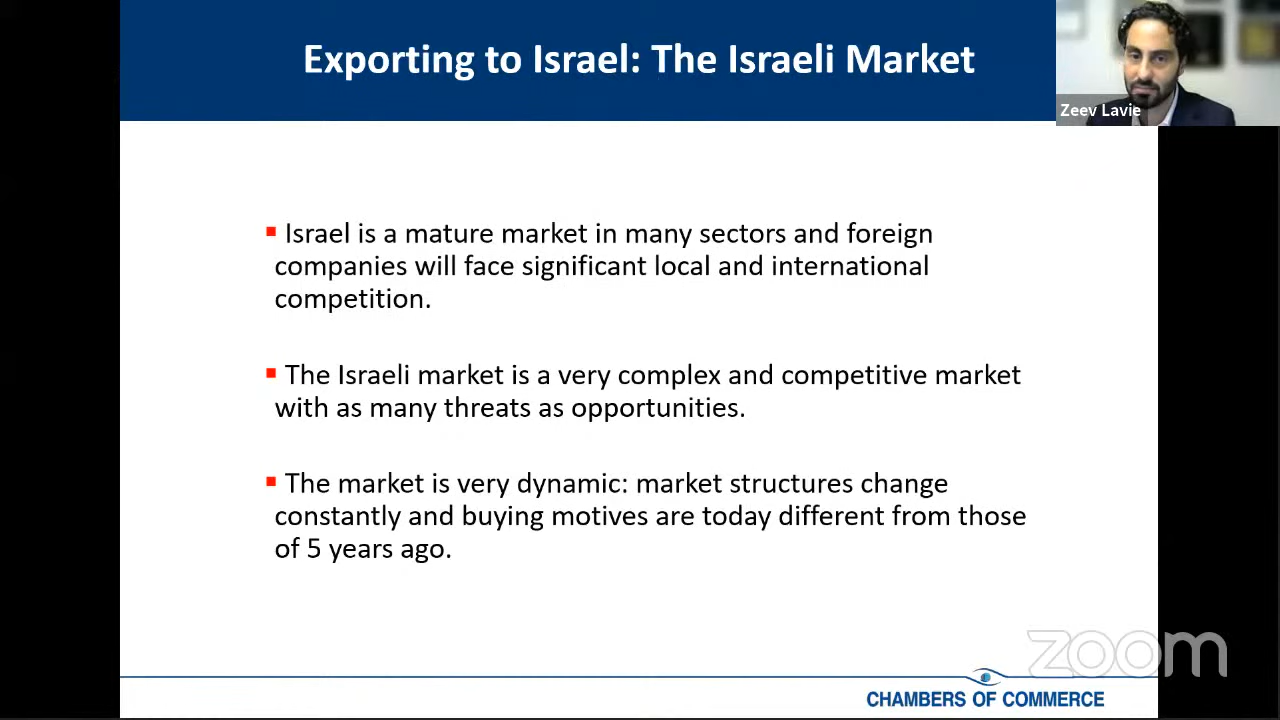 Exporting to Israel: The Israeli Market
Zeev Lavie
▪ Israel is a mature market in many sectors and foreign
companies will face significant local and international
competition.
▪ The Israeli market is a very complex and competitive market
with as many threats as opportunities.
▪ The market is very dynamic: market structures change
constantly and buying motives are today different from those
of 5 years ago.
zoom
CHAMBERS OF COMMERCE